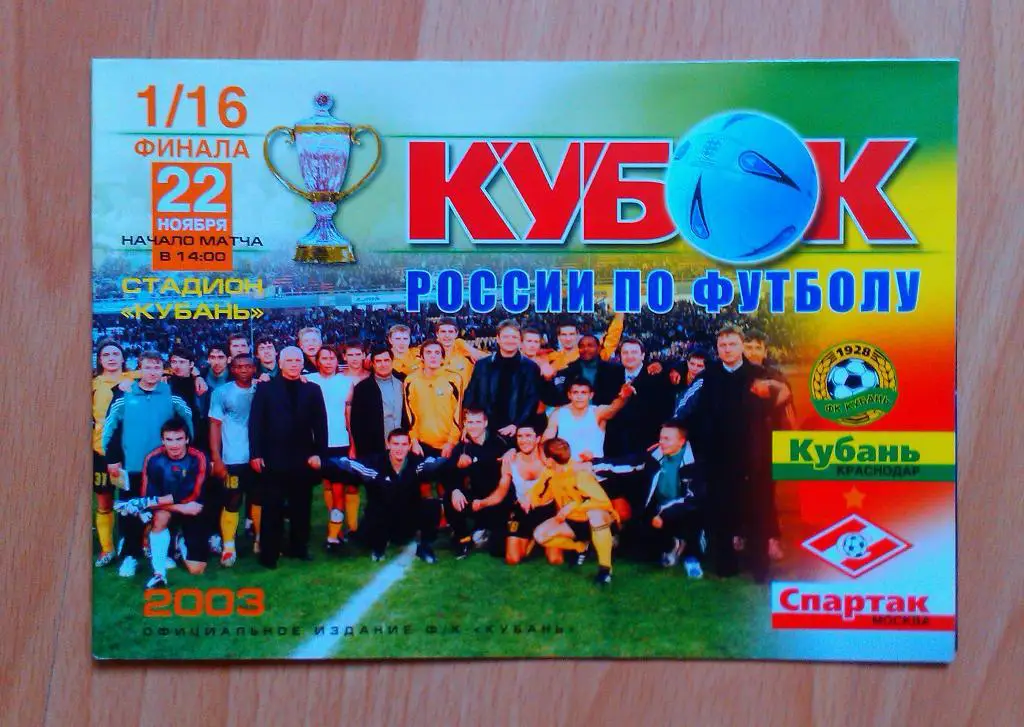 1/16
ФИНАЛА
22
НОЯБРЯ
НАЧАЛО МАТЧА
В 14:00
СТАДИОН
«КУБАНЬ»
КУБОК
РОССИИ ПО ФУТБОЛУ
1928
ФК КУБАНЬ
Кубань
КРАСНОДАР
Спартак
МОСКВА
2003
ОФИЦИАЛЬНОЕ ИЗДАНИЕ Ф/К «КУБАНЬ»